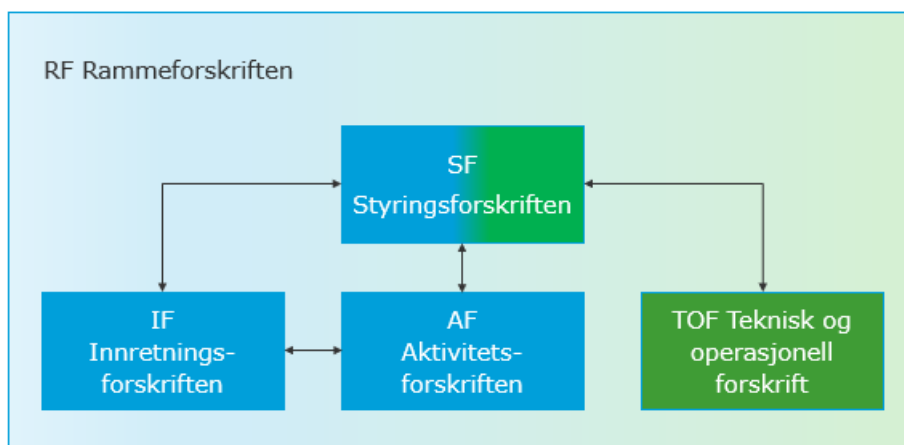 RF Rammeforskriften
SF
Styringsforskriften
IF
Innretnings-
forskriften
AF
Aktivitets-
forskriften
TOF Teknisk og
operasjonell
forskrift